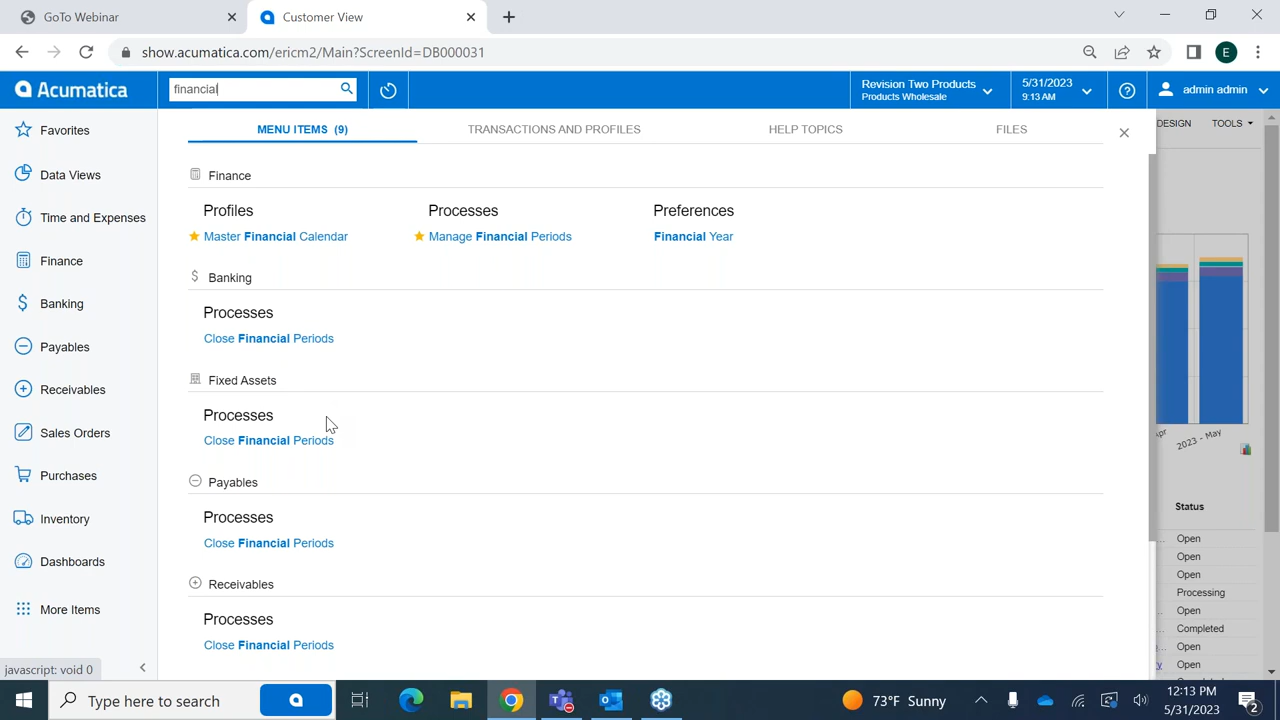 GoTo Webinar
Customer View
show.acumatica.com/ericm2/Main?ScreenId=DB000031
E
Acumatica
financial
Revision Two Products
Products Wholesale
5/31/2023
9:13 AM
admin admin
Favorites
Data Views
Time and Expenses
Finance
Banking
Payables
Receivables
Sales Orders
Purchases
Inventory
Dashboards
More Items
javascript: void 0
MENU ITEMS (9)
TRANSACTIONS AND PROFILES
HELP TOPICS
FILES
DESIGN
TOOLS
Finance
Profiles
Processes
Preferences
Master Financial Calendar
Manage Financial Periods
Financial Year
Banking
Processes
Close Financial Periods
Fixed Assets
Processes
Close Financial Periods
Payables
Processes
Close Financial Periods
Receivables
Processes
Close Financial Periods
2023 - May
Status
Open
Open
Open
Processing
Open
Completed
Open
Open
Type here to search
73°F Sunny
12:13 PM
5/31/2023
2